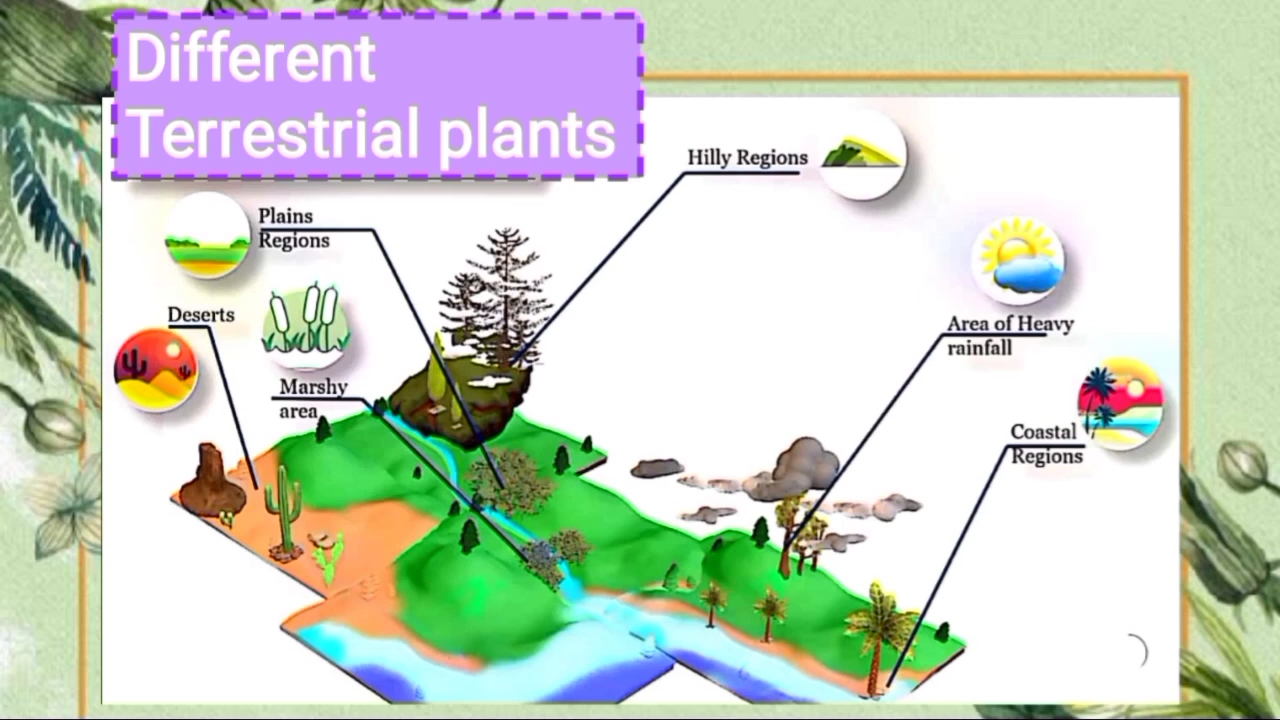 Different
Terrestrial plants
Hilly Regions
Plains
Regions
Deserts
Marshy
area
Area of Heavy
rainfall
Coastal
Regions